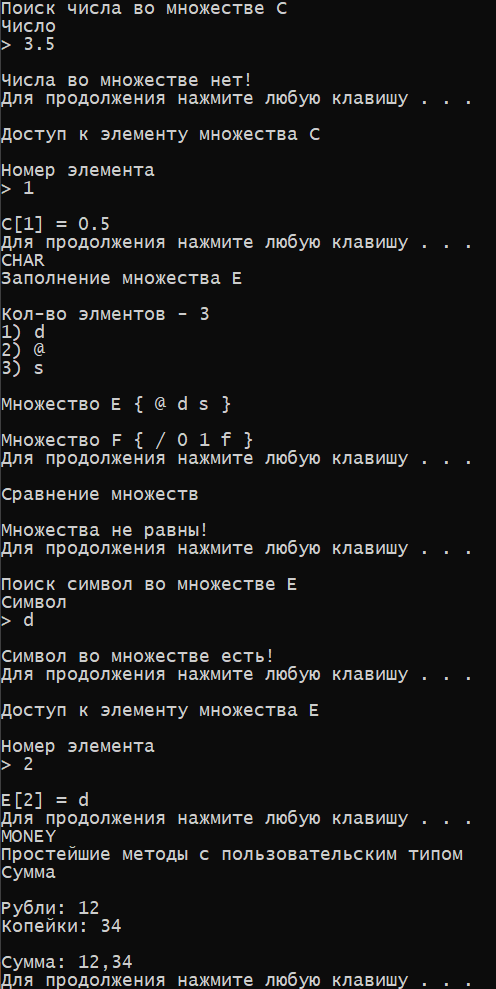 Поиск числа во множестве C
Число
> 3.5
Числа во множестве нет!
Для продолжения нажмите любую клавишу . . .
Доступ к элементу множества C
Номер элемента
> 1
C[1] = 0.5
Для продолжения нажмите любую клавишу . . .
CHAR
Заполнение множества E
Кол-во элментов - 3
1) d
2) @
3) s
Множество E { @ d s }
Множество F { / 0 1 f }
Для продолжения нажмите любую клавишу . . .
Сравнение множеств
Множества не равны!
Для продолжения нажмите любую клавишу . . .
Поиск символ во множестве E
Символ
> d
Символ во множестве есть!
Для продолжения нажмите любую клавишу . . .
Доступ к элементу множества E
Номер элемента
> 2
E[2] = d
Для продолжения нажмите любую клавишу . . .
MONEY
Простейшие методы с пользовательским типом
Сумма
Рубли: 12
Копейки: 34
Сумма: 12,34
Для продолжения нажмите любую клавишу . . .